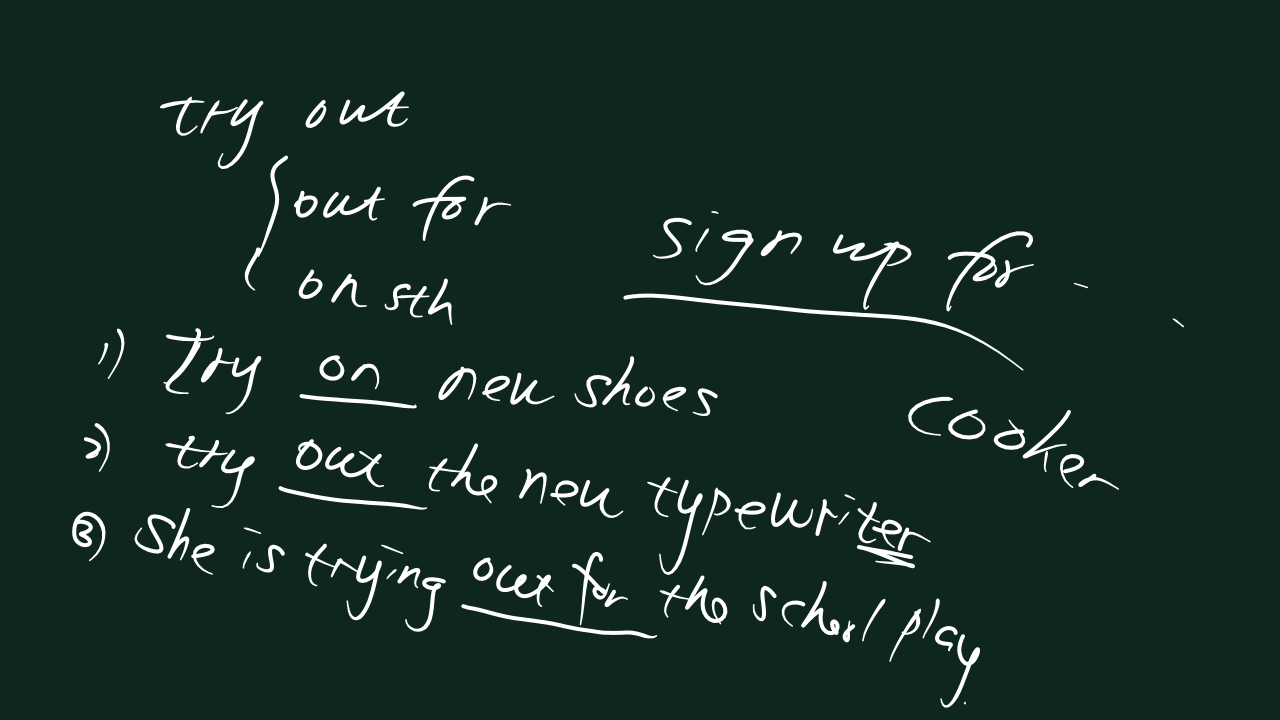 try out
out for
on sth
sign up for
1) Try on new shoes
cooker
2) try out the new typewriter
③ She is trying out for the school play